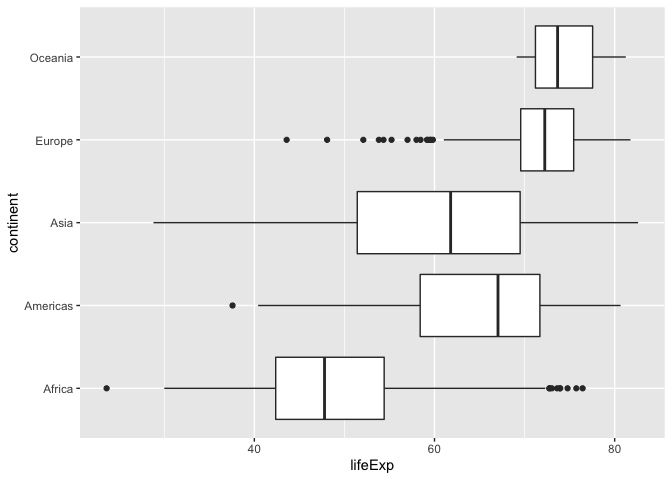 Oceania
Europe
Asia
Americas
Africa
continent
40 60 80
lifeExp